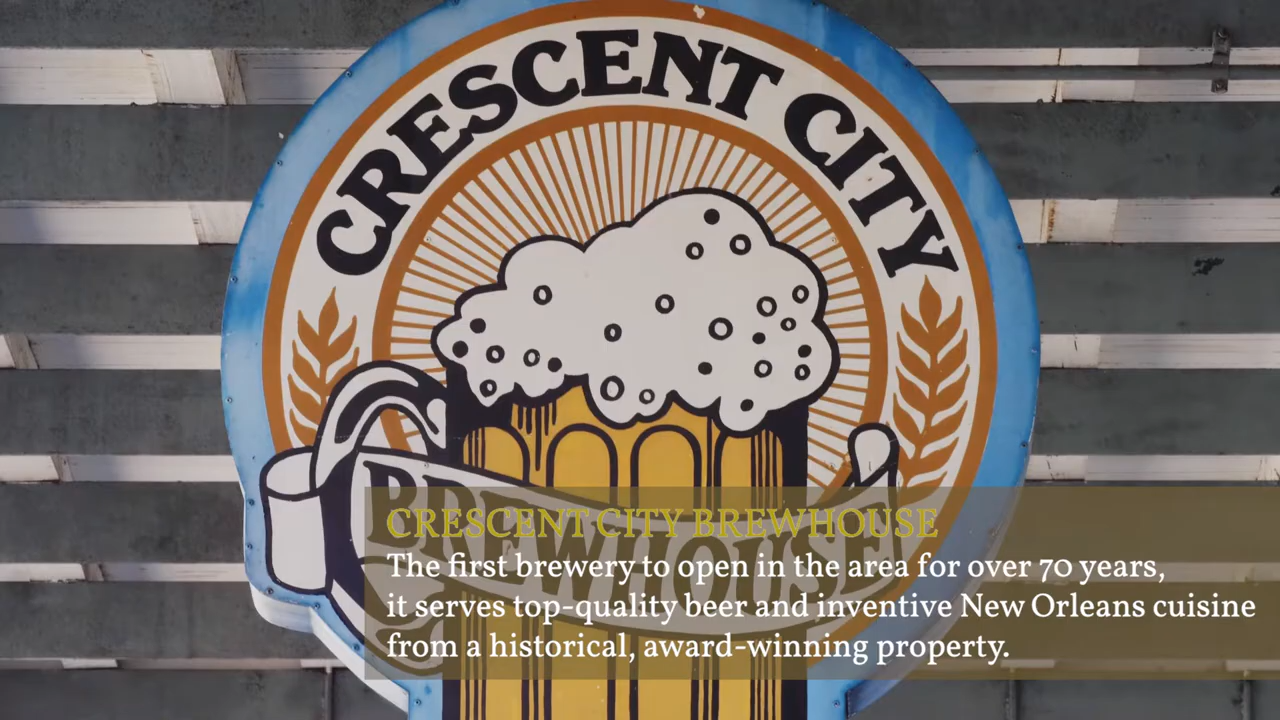 CRESCENT CITY
BREWHOUSE
CRESCENT CITY BREWHOUSE
The first brewery to open in the area for over 70 years,
it serves top-quality beer and inventive New Orleans cuisine
from a historical, award-winning property.